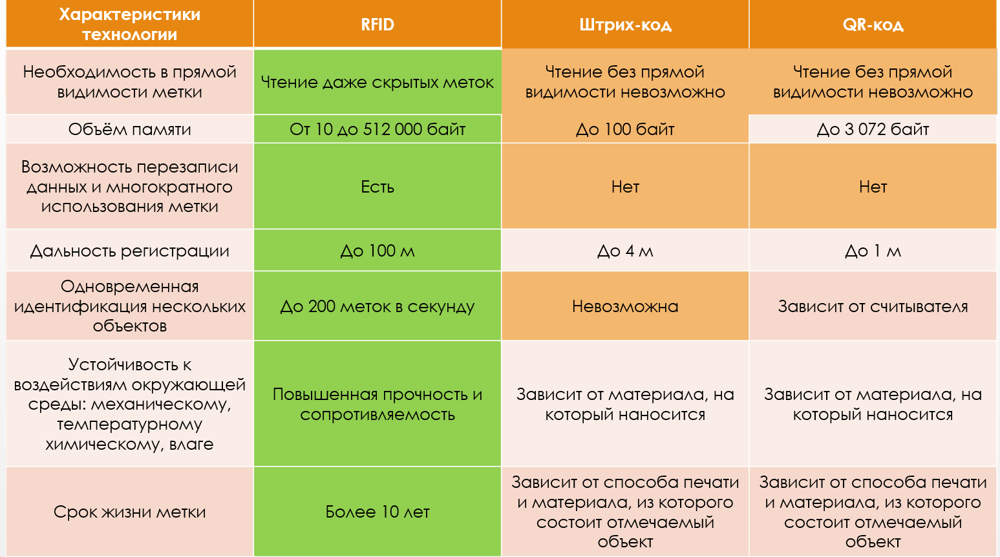 Характеристики
технологии
RFID
Штрих-код
QR-код
Необходимость в прямой
видимости метки
Чтение даже скрытых меток
Чтение без прямой
видимости невозможно
Чтение без прямой
видимости невозможно
Объём памяти
От 10 до 512 000 байт
До 100 байт
До 3 072 байт
Возможность перезаписи
данных и многократного
использования метки
Есть
Нет
Нет
Дальность регистрации
До 100 м
До 4 м
До 1 м
Одновременная
идентификация нескольких
объектов
До 200 меток в секунду
Невозможна
Зависит от считывателя
Устойчивость к
воздействиям окружающей
среды: механическому,
температурному
химическому, влаге
Повышенная прочность и
сопротивляемость
Зависит от материала, на
который наносится
Зависит от материала, на
который наносится
Срок жизни метки
Более 10 лет
Зависит от способа печати
и материала, из которого
состоит отмечаемый
объект
Зависит от способа печати
и материала, из которого
состоит отмечаемый
объект